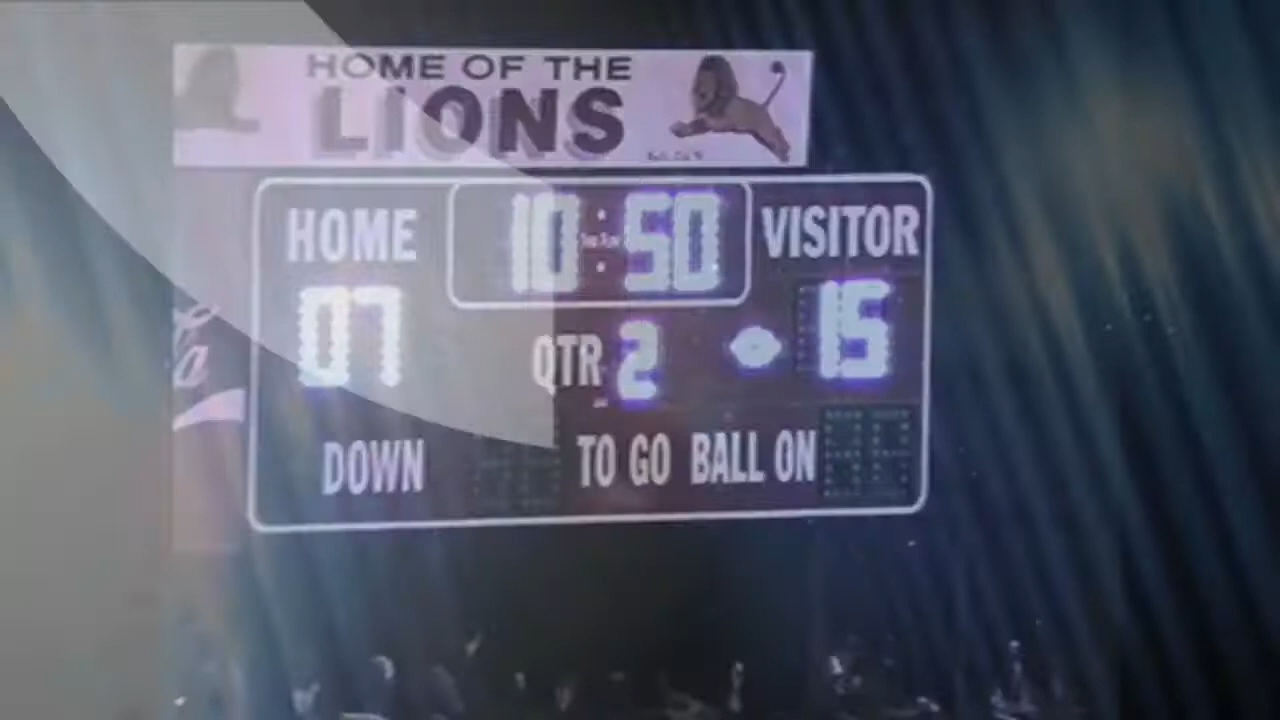 HOME OF THE
LIONS
HOME 10:50 VISITOR
07 QTR 2 15
DOWN TO GO BALL ON